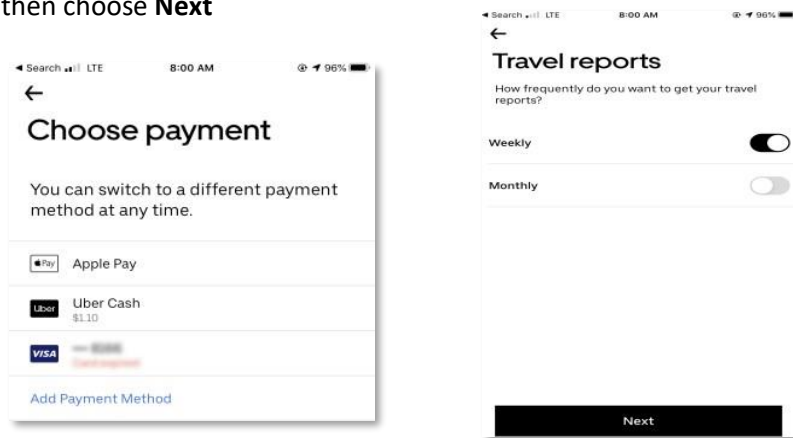 then choose Next
Search LTE 8:00 AM 96%
Choose payment
You can switch to a different payment
method at any time.
Pay Apple Pay
Uber Uber Cash
$1.10
VISA
Add Payment Method
Search LTE 8:00 AM 96%
Travel reports
How frequently do you want to get your travel
reports?
Weekly
Monthly
Next